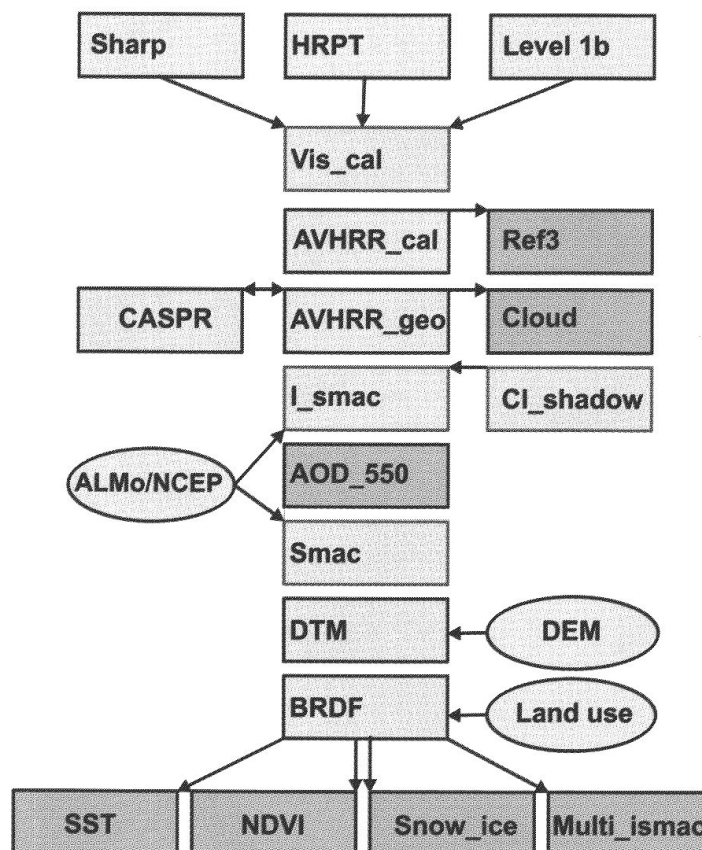 Sharp
HRPT
Level 1b
Vis_cal
AVHRR_cal
Ref3
CASPR
AVHRR_geo
Cloud
I_smac
Cl_shadow
ALMo/NCEP
AOD_550
Smac
DTM
DEM
BRDF
Land use
SST
NDVI
Snow_ice
Multi_ismac